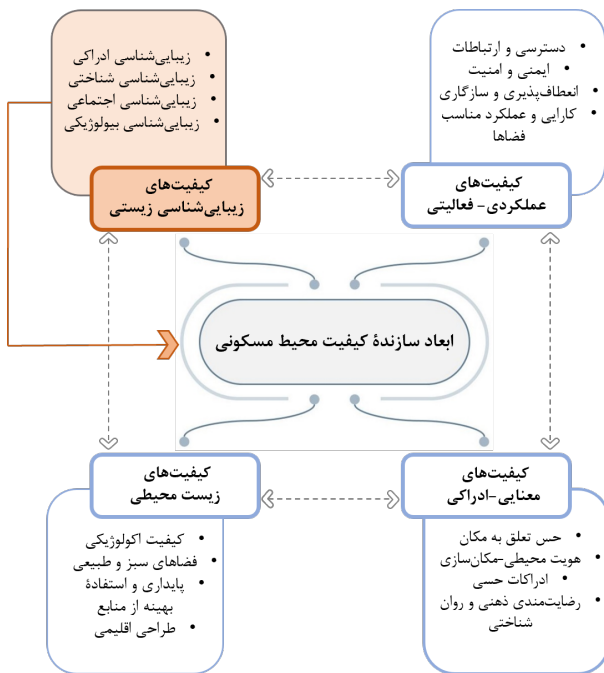 دسترسی و ارتباطات
ایمنی و امنیت
انعطاف‌پذیری و سازگاری
کارایی و عملکرد مناسب
فضاها
کیفیت‌های
عملکردی- فعالیتی
زیبایی‌شناسی ادراکی
زیبایی‌شناسی شناختی
زیبایی‌شناسی اجتماعی
زیبایی‌شناسی بیولوژیکی
کیفیت‌های
زیبایی‌شناسی زیستی
ابعاد سازندهٔ کیفیت محیط مسکونی
کیفیت‌های
معنایی-ادراکی
حس تعلق به مکان
هویت محیطی-مکان‌سازی
ادراکات حسی
رضایت‌مندی ذهنی و روان
شناختی
کیفیت‌های
زیست محیطی
کیفیت اکولوژیکی
فضاهای سبز و طبیعی
پایداری و استفادهٔ
بهینه از منابع
طراحی اقلیمی